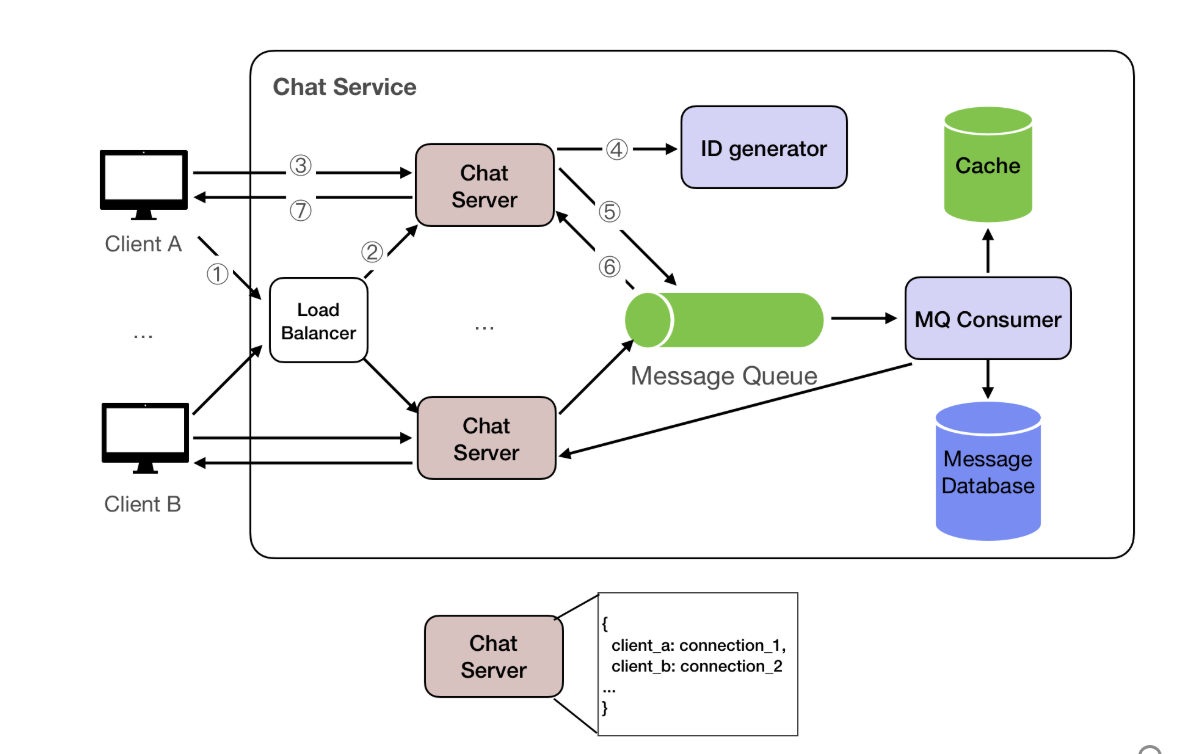 Chat Service
③
④
ID generator
Cache
Chat
Server
⑦
⑤
Client A
①
②
⑥
Load
Balancer
...
...
MQ Consumer
Message Queue
Chat
Server
Message
Database
Client B
Chat
Server
{
client_a: connection_1,
client_b: connection_2
...
}